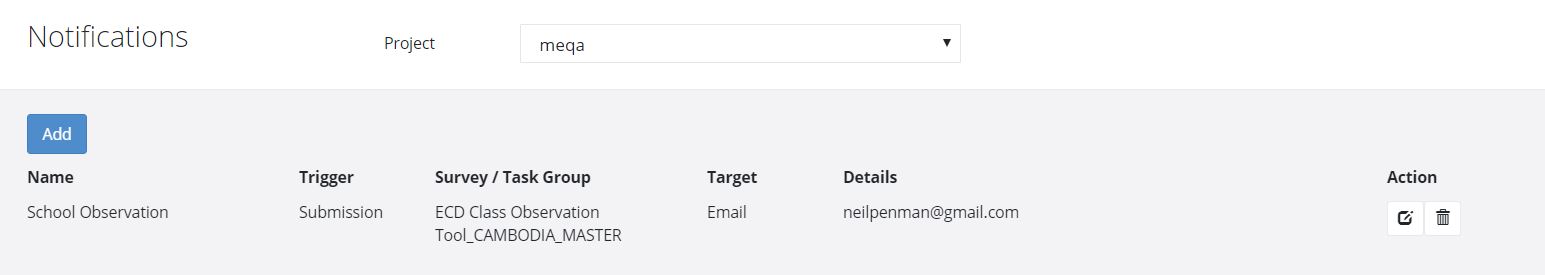 Notifications
Project
meqa
Add
Name Trigger Survey / Task Group Target Details Action
School Observation Submission ECD Class Observation Email neilpenman@gmail.com
Tool_CAMBODIA_MASTER